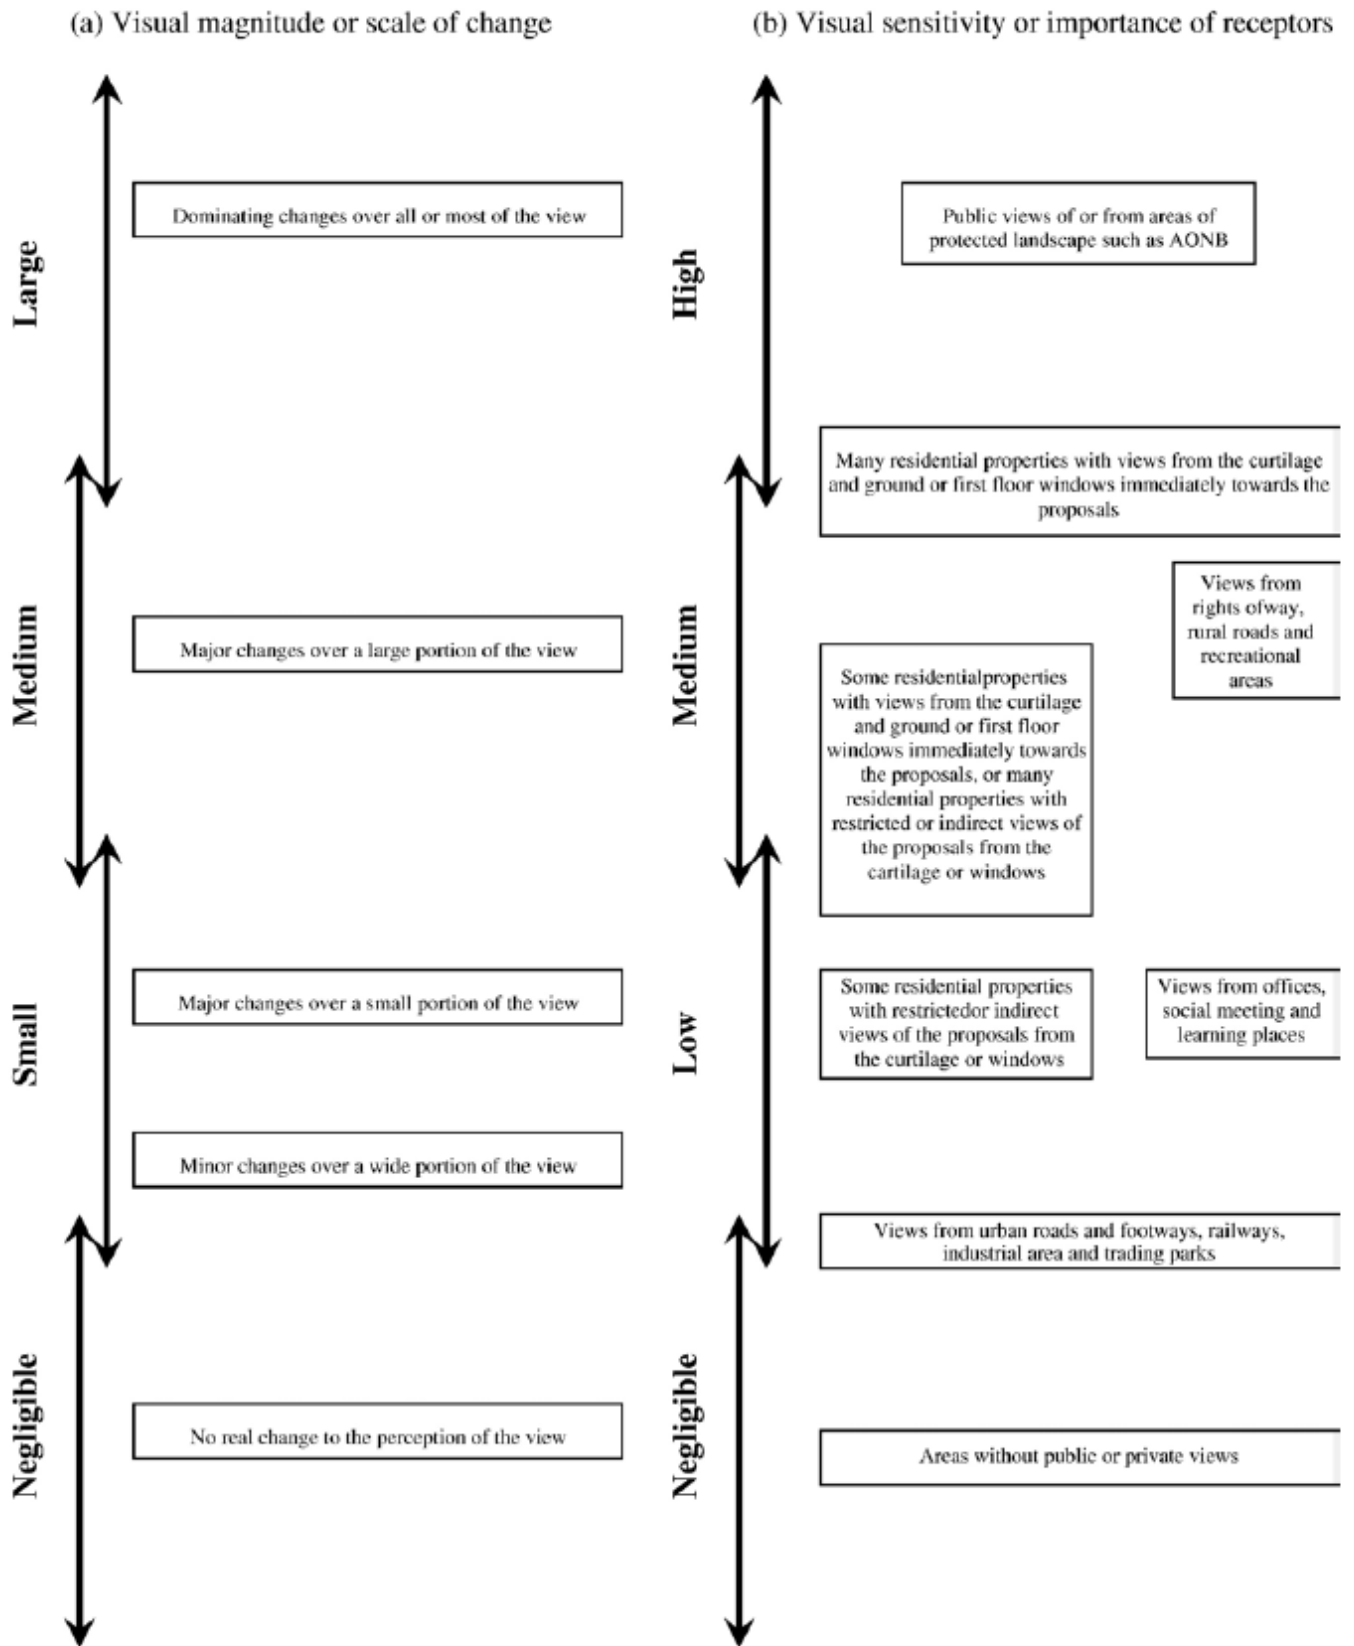 (a) Visual magnitude or scale of change
Large
Dominating changes over all or most of the view
Medium
Major changes over a large portion of the view
Small
Major changes over a small portion of the view
Minor changes over a wide portion of the view
Negligible
No real change to the perception of the view
(b) Visual sensitivity or importance of receptors
High
Public views of or from areas of
protected landscape such as AONB
Many residential properties with views from the curtilage
and ground or first floor windows immediately towards the
proposals
Medium
Views from
rights ofway,
rural roads and
recreational
areas
Some residentialproperties
with views from the curtilage
and ground or first floor
windows immediately towards
the proposals, or many
residential properties with
restricted or indirect views of
the proposals from the
cartilage or windows
Low
Some residential properties
with restrictedor indirect
views of the proposals from
the curtilage or windows
Views from offices,
social meeting and
learning places
Views from urban roads and footways, railways,
industrial area and trading parks
Negligible
Areas without public or private views